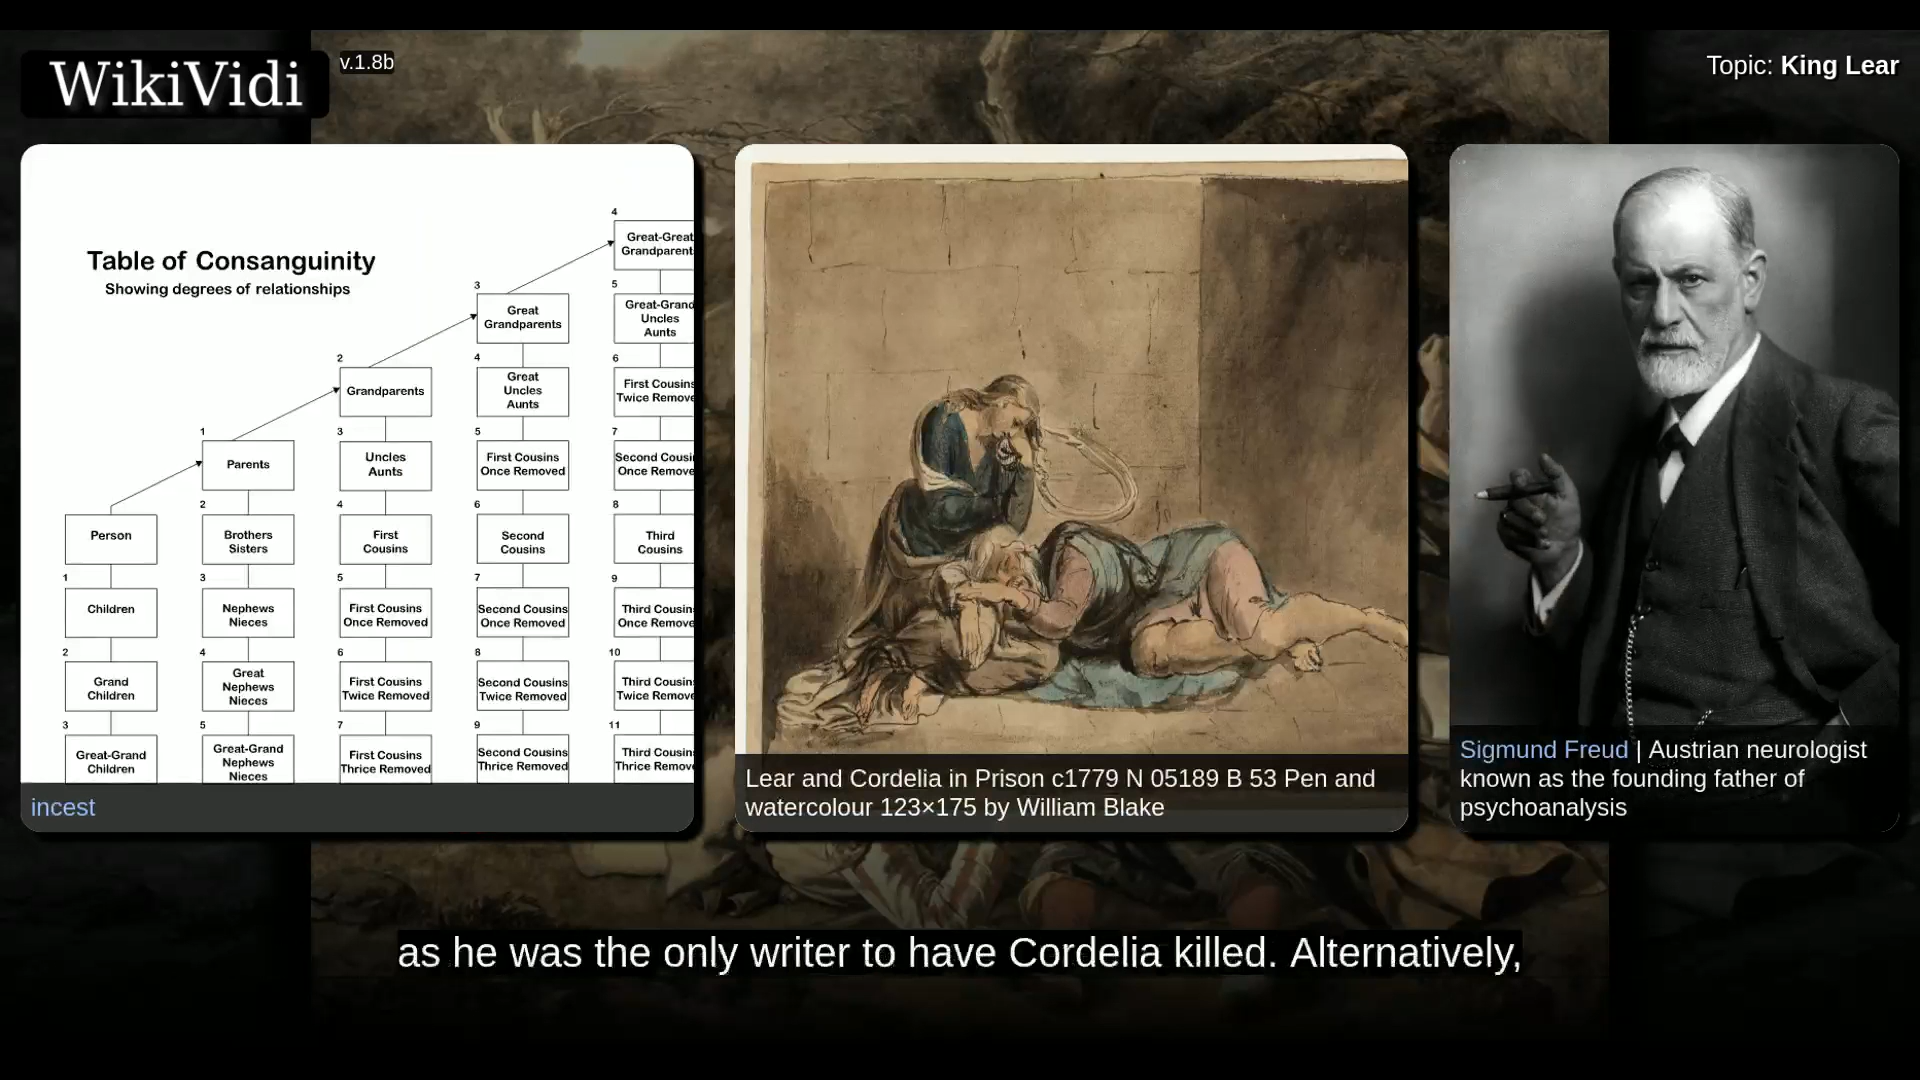 WikiVidi
v.1.8b
Topic: King Lear
Table of Consanguinity
Showing degrees of relationships
4
Great-Great
Grandparent
3
Great
Grandparents
5
Great-Grand
Uncles
Aunts
2
Grandparents
4
Great
Uncles
Aunts
6
First Cousins
Twice Remove
1
Parents
3
Uncles
Aunts
5
First Cousins
Once Removed
7
Second Cousi
Once Remove
Person
2
Brothers
Sisters
4
First
Cousins
6
Second
Cousins
8
Third
Cousins
1
Children
3
Nephews
Nieces
5
First Cousins
Once Removed
7
Second Cousins
Once Removed
9
Third Cousin
Once Remove
2
Grand
Children
4
Great
Nephews
Nieces
6
First Cousins
Twice Removed
8
Second Cousins
Twice Removed
10
Third Cousin
Twice Remove
3
Great-Grand
Children
5
Great-Grand
Nephews
Nieces
7
First Cousins
Thrice Removed
9
Second Cousins
Thrice Removed
11
Third Cousin
Thrice Remove
incest
Lear and Cordelia in Prison c1779 N 05189 B 53 Pen and
watercolour 123×175 by William Blake
Sigmund Freud | Austrian neurologist
known as the founding father of
psychoanalysis
as he was the only writer to have Cordelia killed. Alternatively,